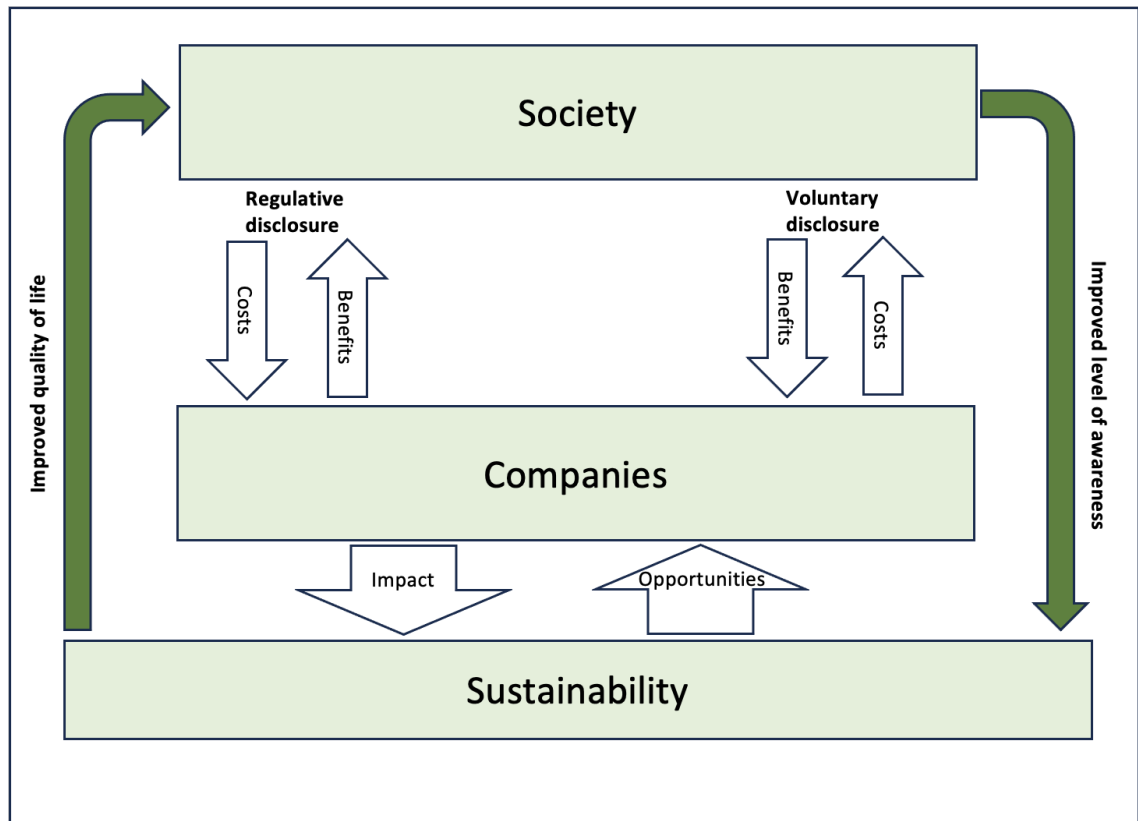 Society
Regulative
disclosure
Voluntary
disclosure
Costs
Benefits
Benefits
Costs
Improved quality of life
Improved level of awareness
Companies
Impact
Opportunities
Sustainability